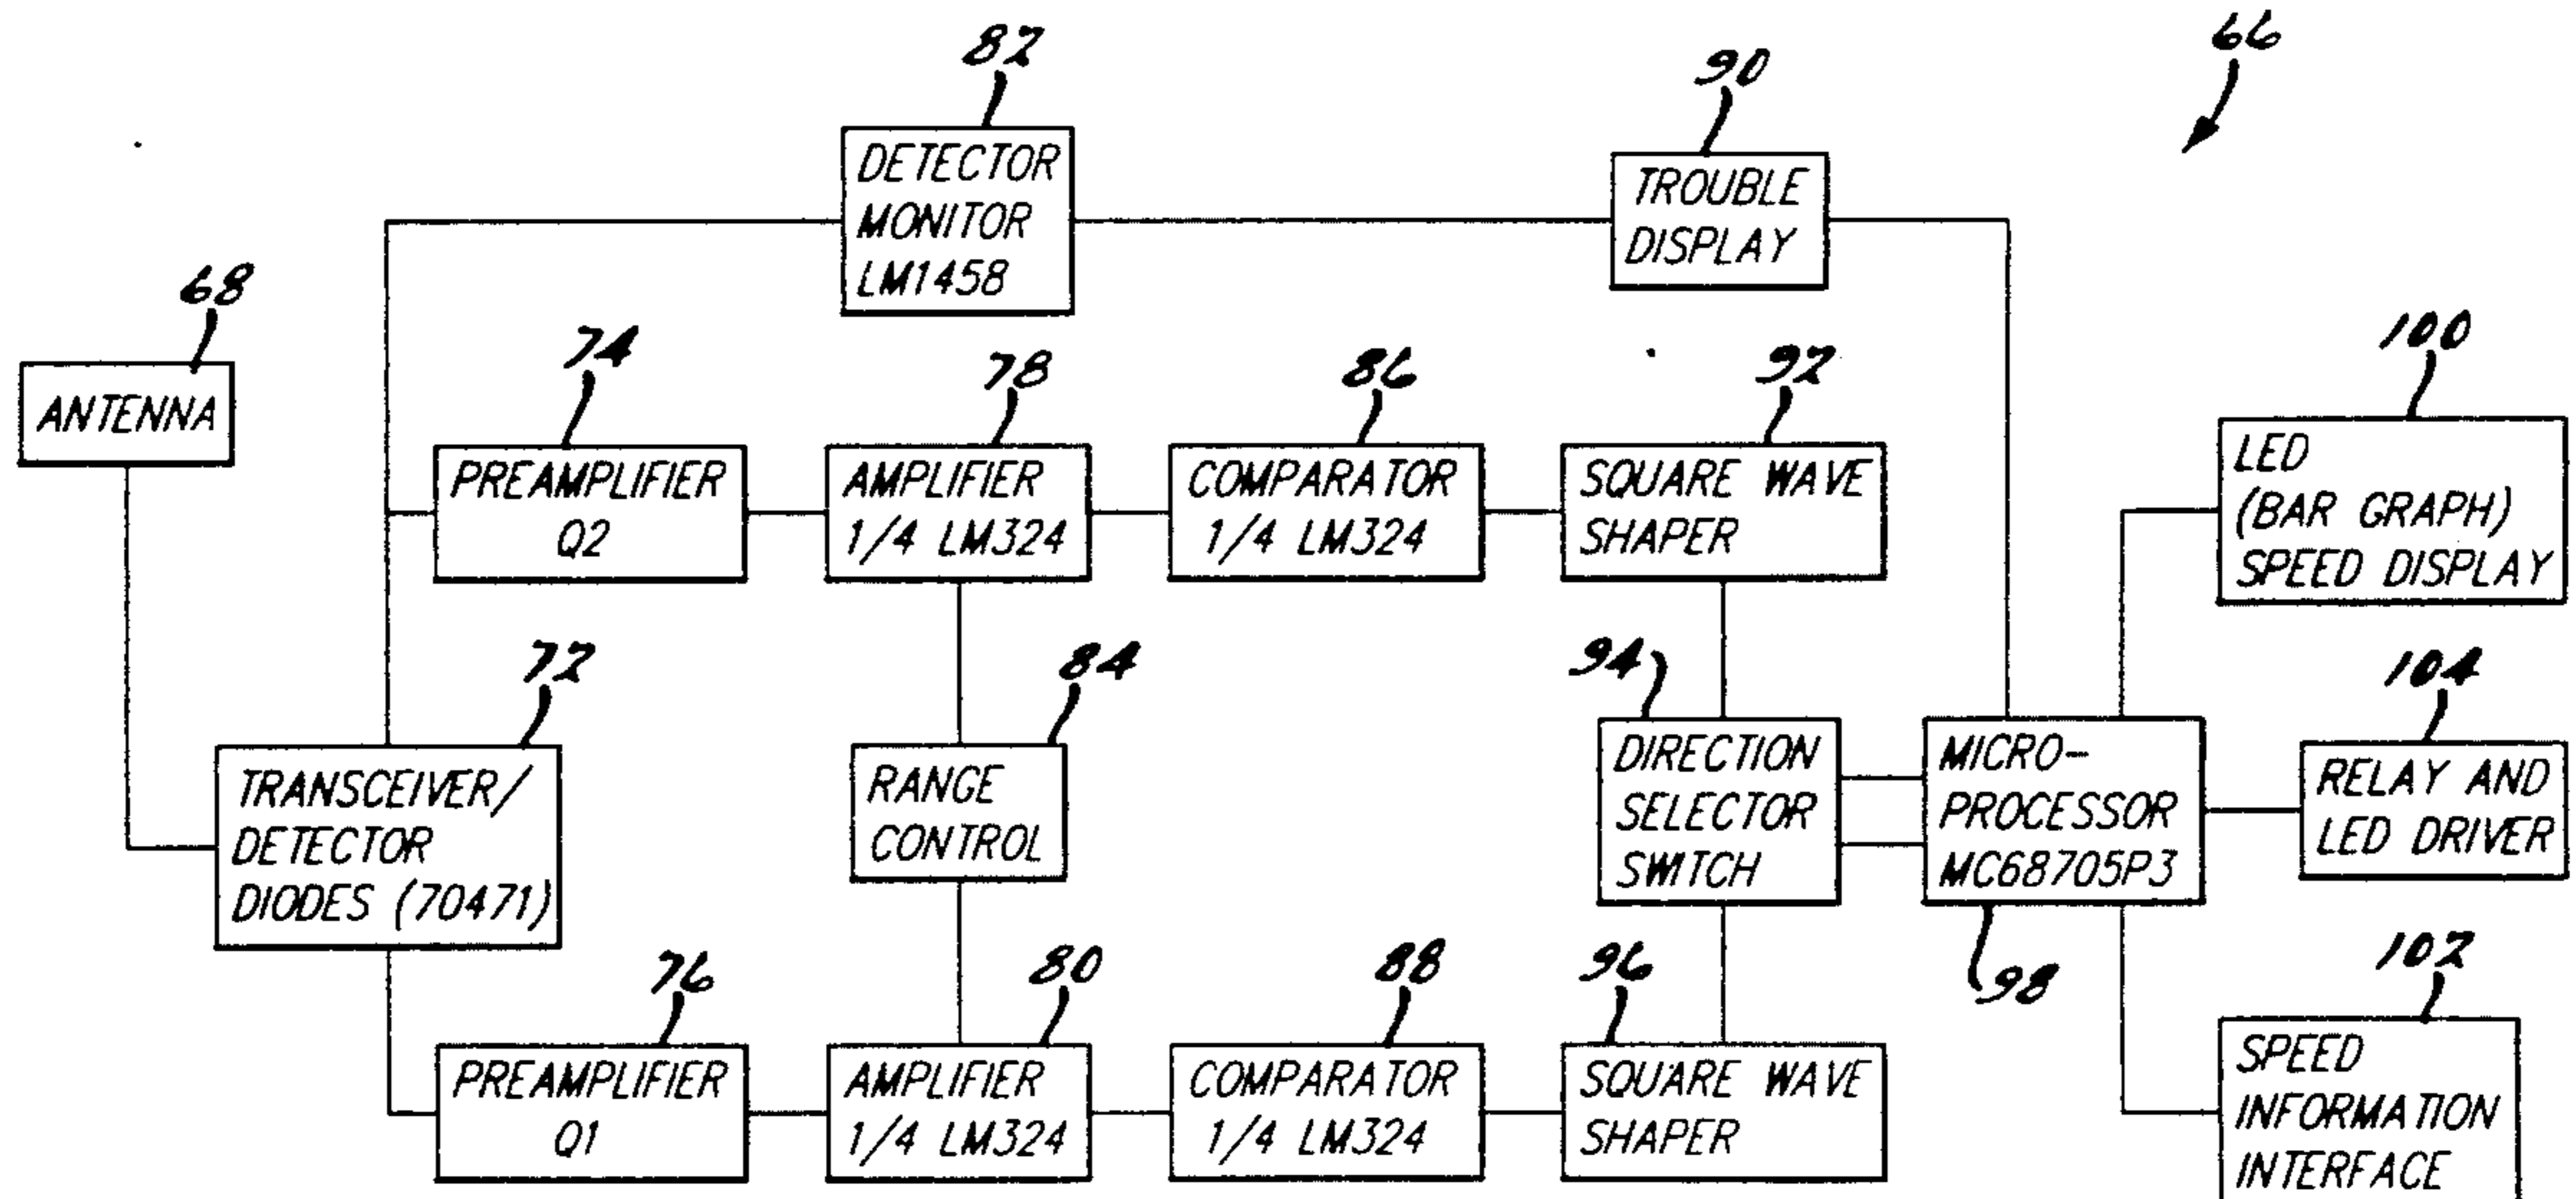 66
82
DETECTOR
MONITOR
LM1458
90
TROUBLE
DISPLAY
68
ANTENNA
74
PREAMPLIFIER
Q2
78
AMPLIFIER
1/4 LM324
86
COMPARATOR
1/4 LM324
92
SQUARE WAVE
SHAPER
100
LED
(BAR GRAPH)
SPEED DISPLAY
72
TRANSCEIVER/
DETECTOR
DIODES (70471)
84
RANGE
CONTROL
94
DIRECTION
SELECTOR
SWITCH
MICRO-
PROCESSOR
MC68705P3
98
104
RELAY AND
LED DRIVER
76
PREAMPLIFIER
Q1
80
AMPLIFIER
1/4 LM324
88
COMPARATOR
1/4 LM324
96
SQUARE WAVE
SHAPER
102
SPEED
INFORMATION
INTERFACE